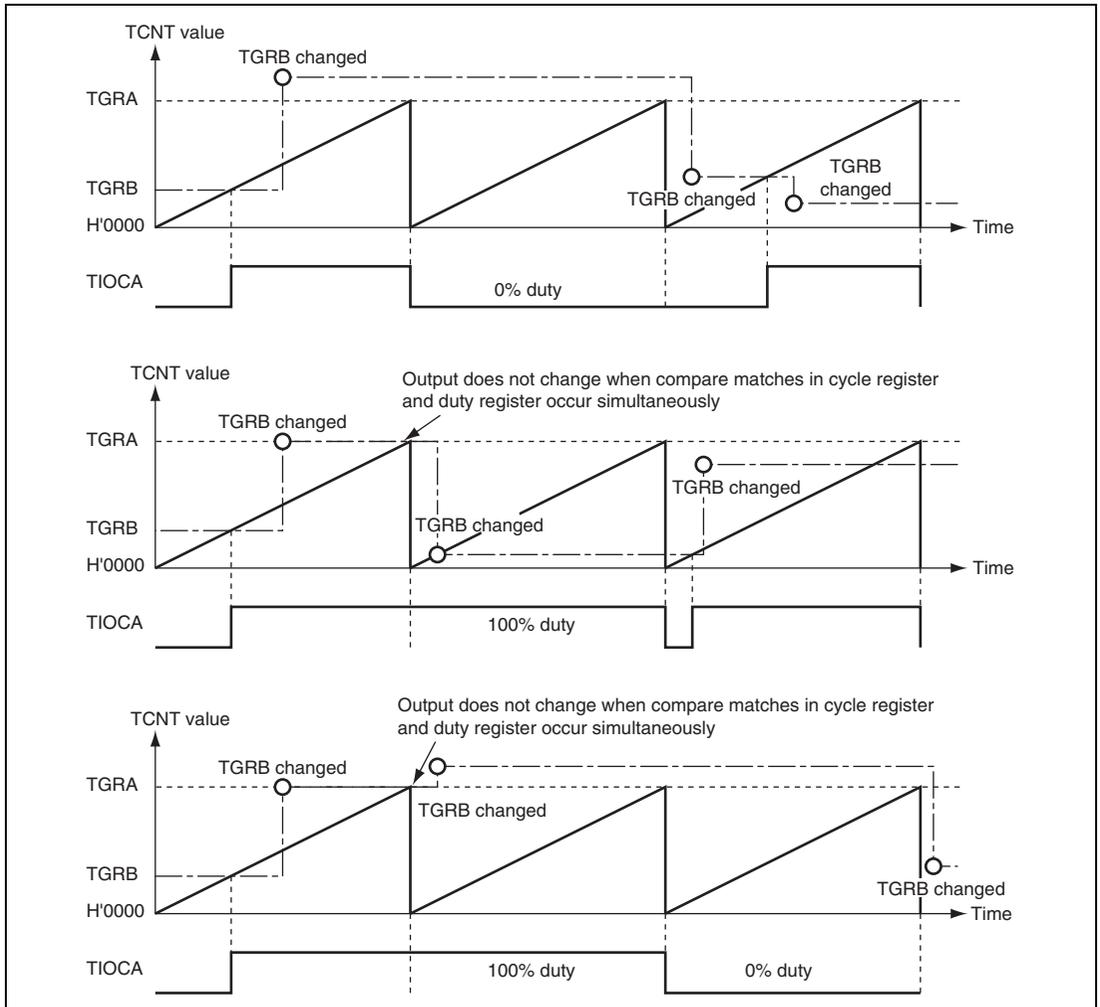 TCNT value
TGRB changed
TGRA
TGRB
changed
TGRB
TGRB changed
H'0000
Time
TIOCA
0% duty
TCNT value
Output does not change when compare matches in cycle register
and duty register occur simultaneously
TGRB changed
TGRA
TGRB changed
TGRB
TGRB changed
H'0000
Time
TIOCA
100% duty
Output does not change when compare matches in cycle register
and duty register occur simultaneously
TCNT value
TGRB changed
TGRA
TGRB changed
TGRB
TGRB changed
H'0000
Time
TIOCA
100% duty
0% duty